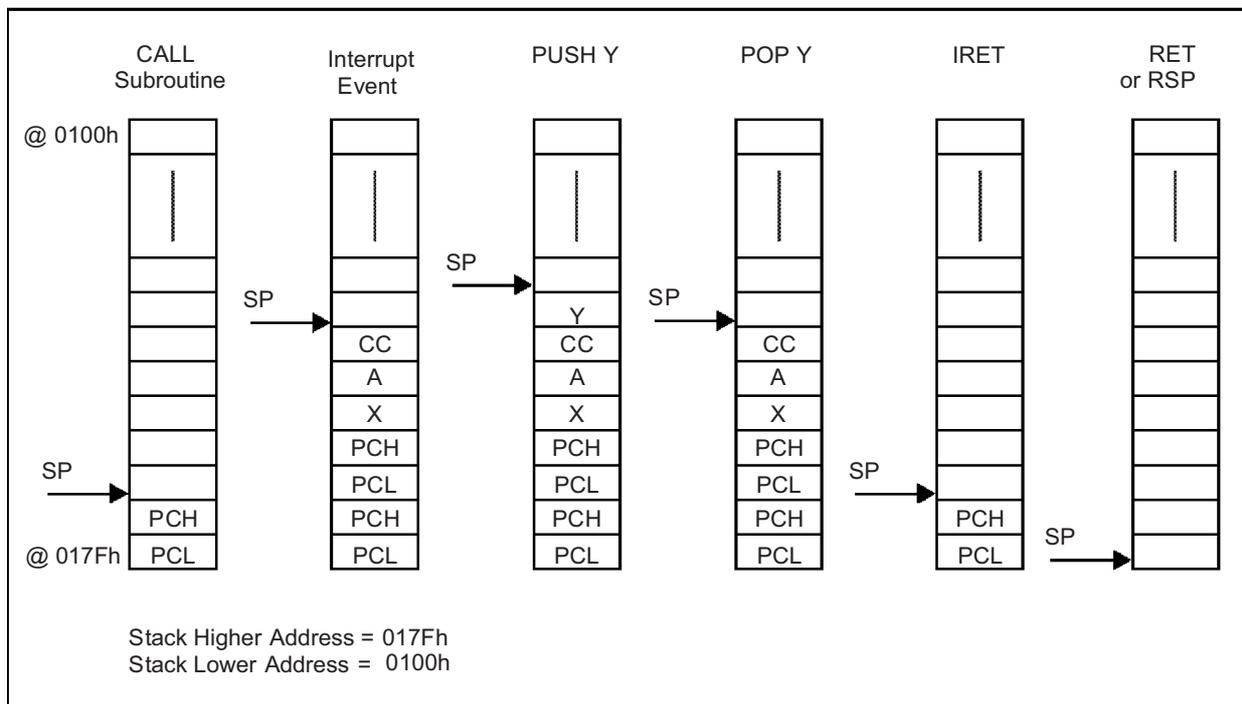 CALL
Subroutine
Interrupt
Event
PUSH Y
POP Y
IRET
RET
or RSP
@ 0100h
SP
PCH
@ 017Fh
PCL
SP
CC
A
X
PCH
PCL
PCH
PCL
SP
Y
CC
A
X
PCH
PCL
PCH
PCL
SP
CC
A
X
PCH
PCL
PCH
PCL
SP
PCH
PCL
SP
Stack Higher Address = 017Fh
Stack Lower Address = 0100h